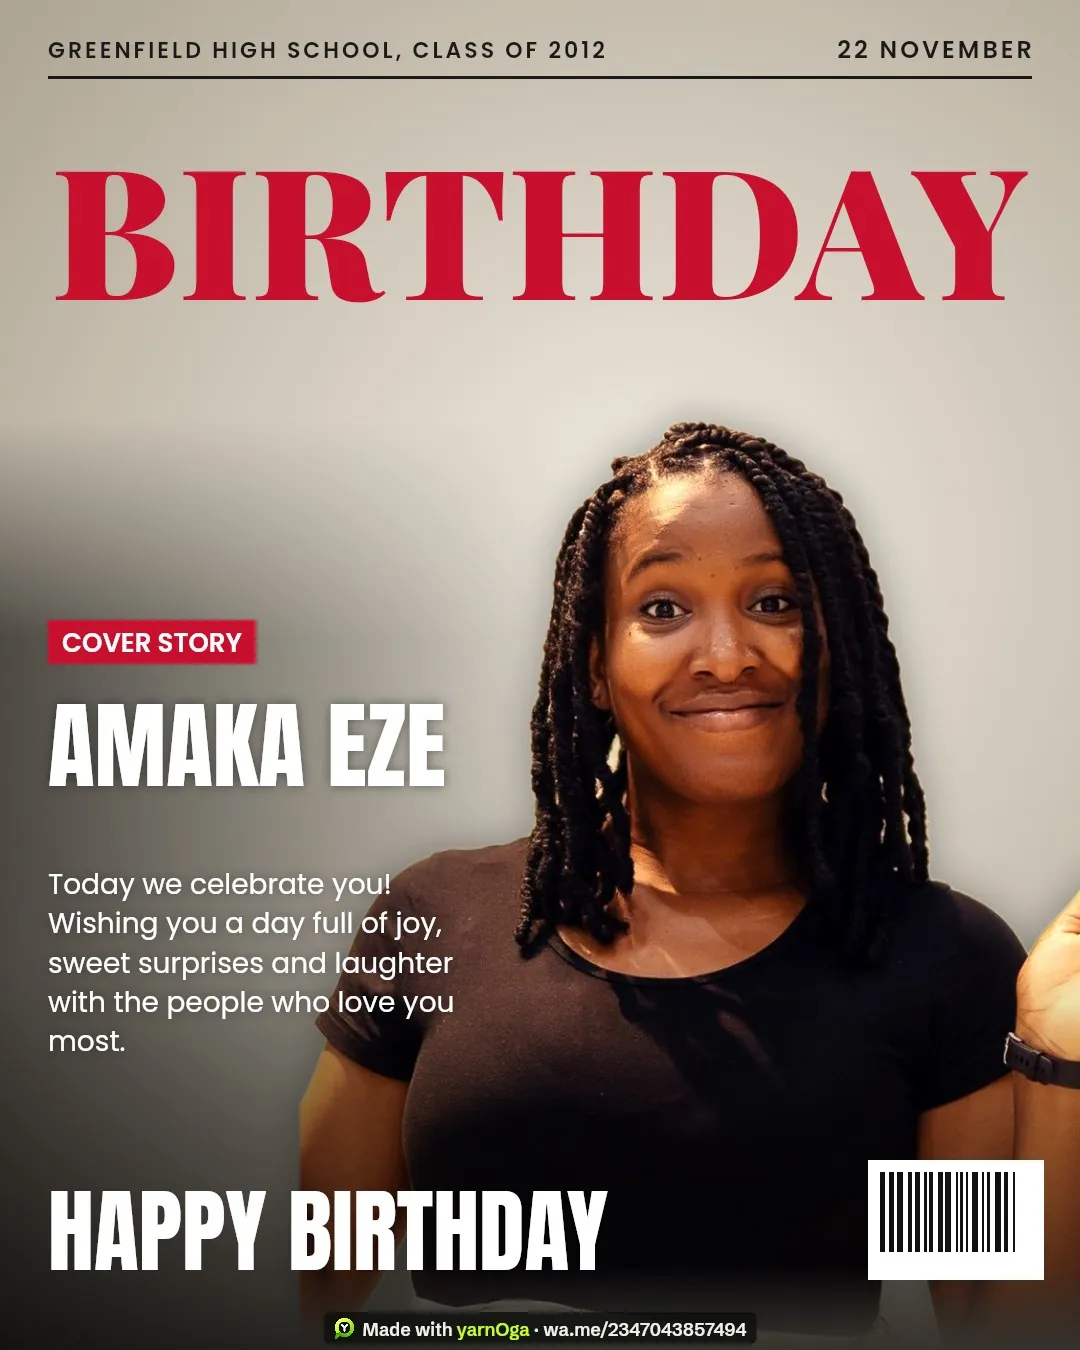 GREENFIELD HIGH SCHOOL, CLASS OF 2012
22 NOVEMBER
BIRTHDAY
COVER STORY
AMAKA EZE
Today we celebrate you!
Wishing you a day full of joy,
sweet surprises and laughter
with the people who love you
most.
HAPPY BIRTHDAY
Made with yarnOga · wa.me/2347043857494